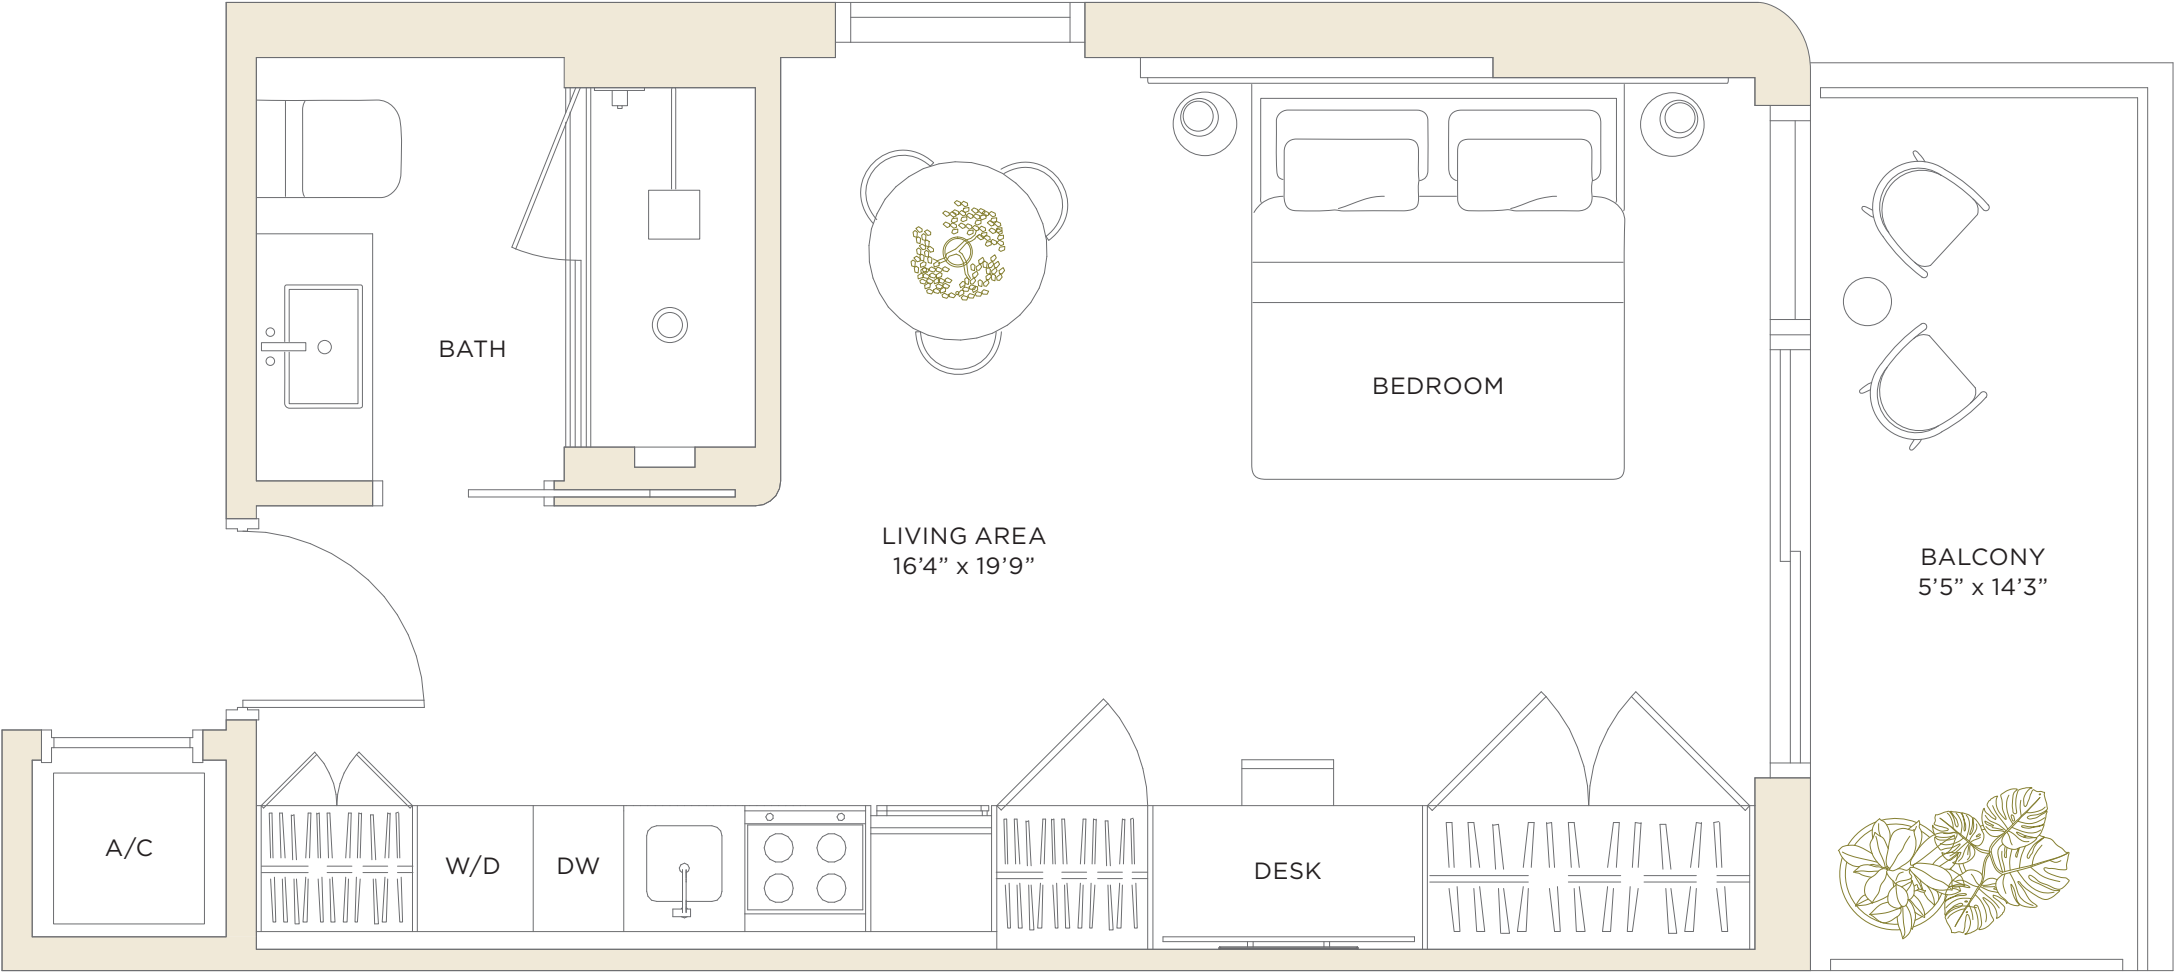 BATH
BEDROOM
LIVING AREA
16’4” x 19’9”
BALCONY
5’5” x 14’3”
A/C
W/D
DW
DESK